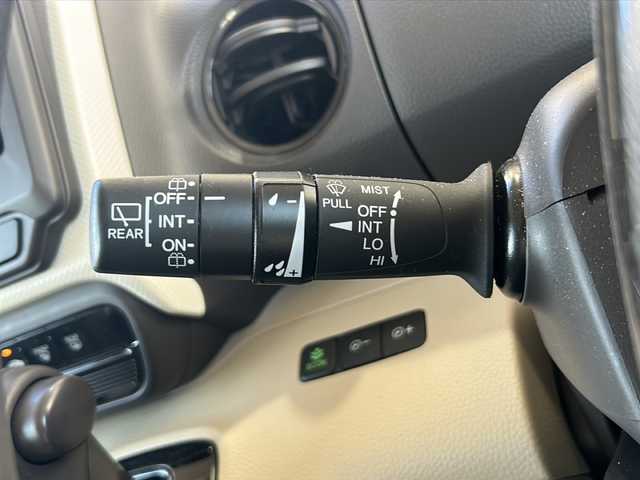 OFF
INT
ON
REAR
-
+
PULL
MIST
OFF
INT
LO
HI